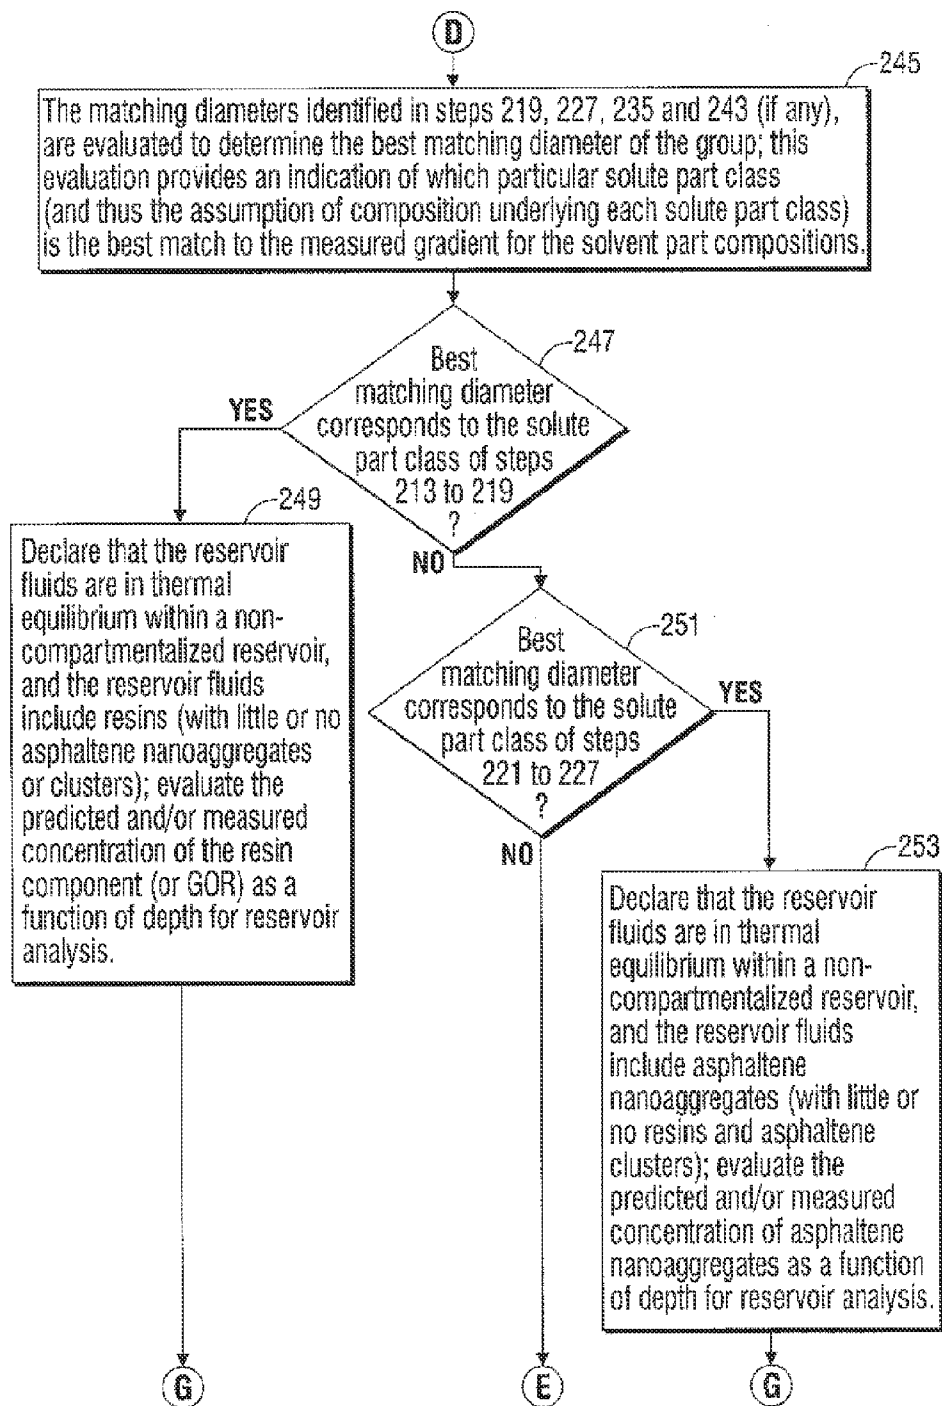 D
245
The matching diameters identified in steps 219, 227, 235 and 243 (if any),
are evaluated to determine the best matching diameter of the group; this
evaluation provides an indication of which particular solute part class
(and thus the assumption of composition underlying each solute part class)
is the best match to the measured gradient for the solvent part compositions.
247
Best
matching diameter
corresponds to the solute
part class of steps
213 to 219
?
YES
NO
249
Declare that the reservoir
fluids are in thermal
equilibrium within a non-
compartmentalized reservoir,
and the reservoir fluids
include resins (with little or no
asphaltene nanoaggregates
or clusters); evaluate the
predicted and/or measured
concentration of the resin
component (or GOR) as a
function of depth for reservoir
analysis.
251
Best
matching diameter
corresponds to the solute
part class of steps
221 to 227
?
YES
NO
253
Declare that the reservoir
fluids are in thermal
equilibrium within a non-
compartmentalized reservoir,
and the reservoir fluids
include asphaltene
nanoaggregates (with little or
no resins and asphaltene
clusters); evaluate the
predicted and/or measured
concentration of asphaltene
nanoaggregates as a function
of depth for reservoir analysis.
G
E
G